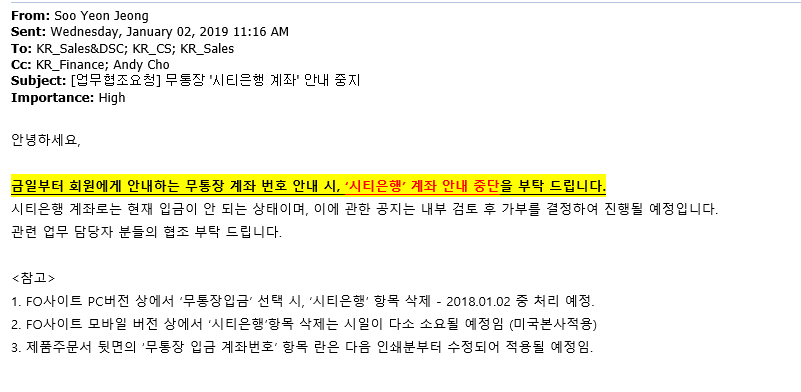 From: Soo Yeon Jeong
Sent: Wednesday, January 02, 2019 11:16 AM
To: KR_Sales&DSC; KR_CS; KR_Sales
Cc: KR_Finance; Andy Cho
Subject: [업무협조요청] 무통장 '시티은행 계좌' 안내 중지
Importance: High
안녕하세요,
금일부터 회원에게 안내하는 무통장 계좌 번호 안내 시, ‘시티은행’ 계좌 안내 중단을 부탁 드립니다.
시티은행 계좌로는 현재 입금이 안 되는 상태이며, 이에 관한 공지는 내부 검토 후 가부를 결정하여 진행될 예정입니다.
관련 업무 담당자 분들의 협조 부탁 드립니다.
<참고>
1. FO사이트 PC버전 상에서 ‘무통장입금’ 선택 시, ‘시티은행’ 항목 삭제 - 2018.01.02 중 처리 예정.
2. FO사이트 모바일 버전 상에서 ‘시티은행’항목 삭제는 시일이 다소 소요될 예정임 (미국본사적용)
3. 제품주문서 뒷면의 ‘무통장 입금 계좌번호’ 항목 란은 다음 인쇄분부터 수정되어 적용될 예정임.